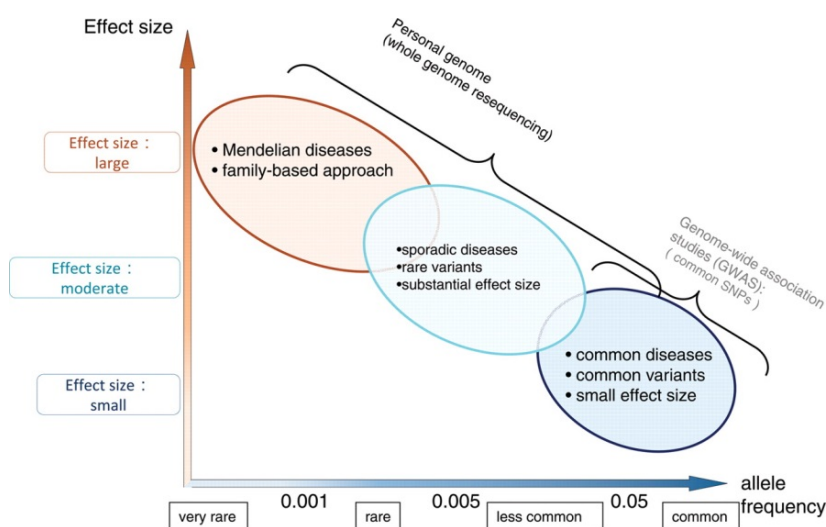 Effect size
Personal genome
(whole genome resequencing)
Effect size：
large
• Mendelian diseases
• family-based approach
Genome-wide association
studies (GWAS):
( common SNPs )
Effect size：
moderate
•sporadic diseases
•rare variants
•substantial effect size
Effect size：
small
• common diseases
• common variants
• small effect size
0.001
0.005
0.05
allele
frequency
very rare
rare
less common
common